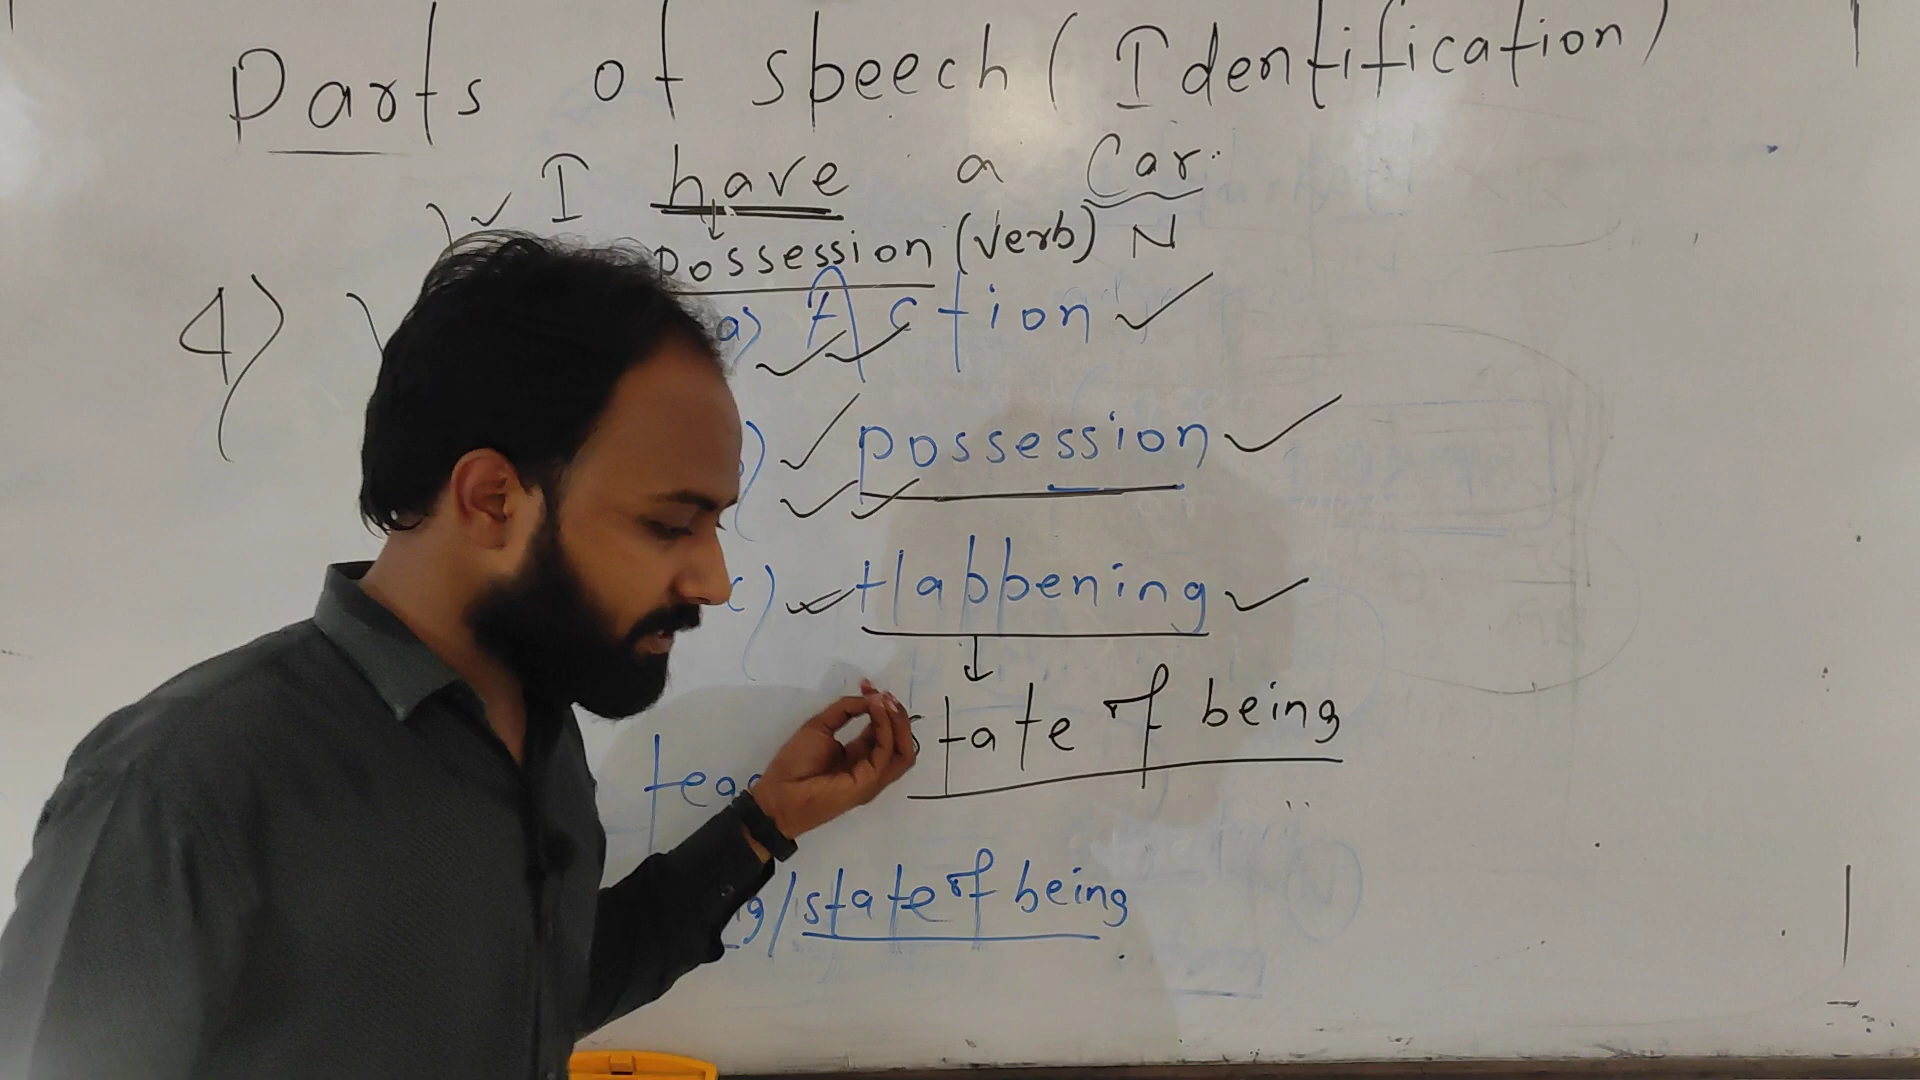 Parts of speech (Identification)
I have a Car.
possession (verb) N
4)
a) Action
possession
c) Happening
state of being
/state of being